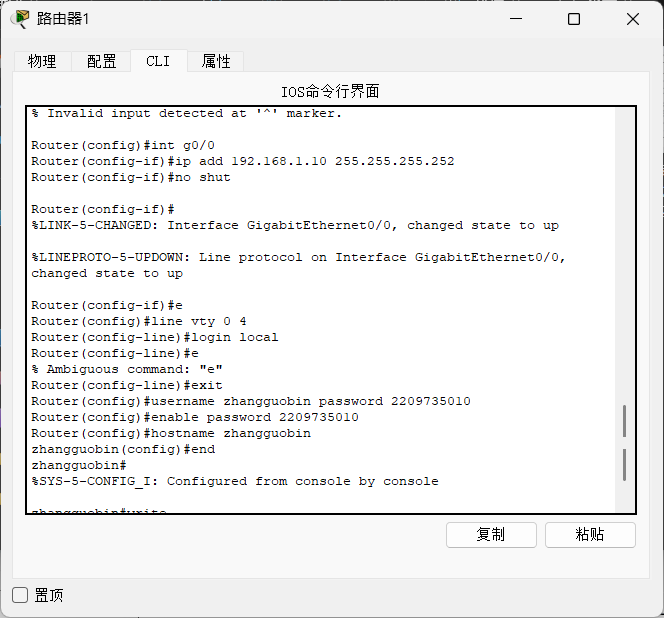 路由器1
物理 配置 CLI 属性
IOS命令行界面
% Invalid input detected at '^' marker.
Router(config)#int g0/0
Router(config-if)#ip add 192.168.1.10 255.255.255.252
Router(config-if)#no shut
Router(config-if)#
%LINK-5-CHANGED: Interface GigabitEthernet0/0, changed state to up
%LINEPROTO-5-UPDOWN: Line protocol on Interface GigabitEthernet0/0,
changed state to up
Router(config-if)#e
Router(config)#line vty 0 4
Router(config-line)#login local
Router(config-line)#e
% Ambiguous command: "e"
Router(config-line)#exit
Router(config)#username zhangguobin password 2209735010
Router(config)#enable password 2209735010
Router(config)#hostname zhangguobin
zhangguobin(config)#end
zhangguobin#
%SYS-5-CONFIG_I: Configured from console by console
zhangguobin#write
复制 粘贴
置顶